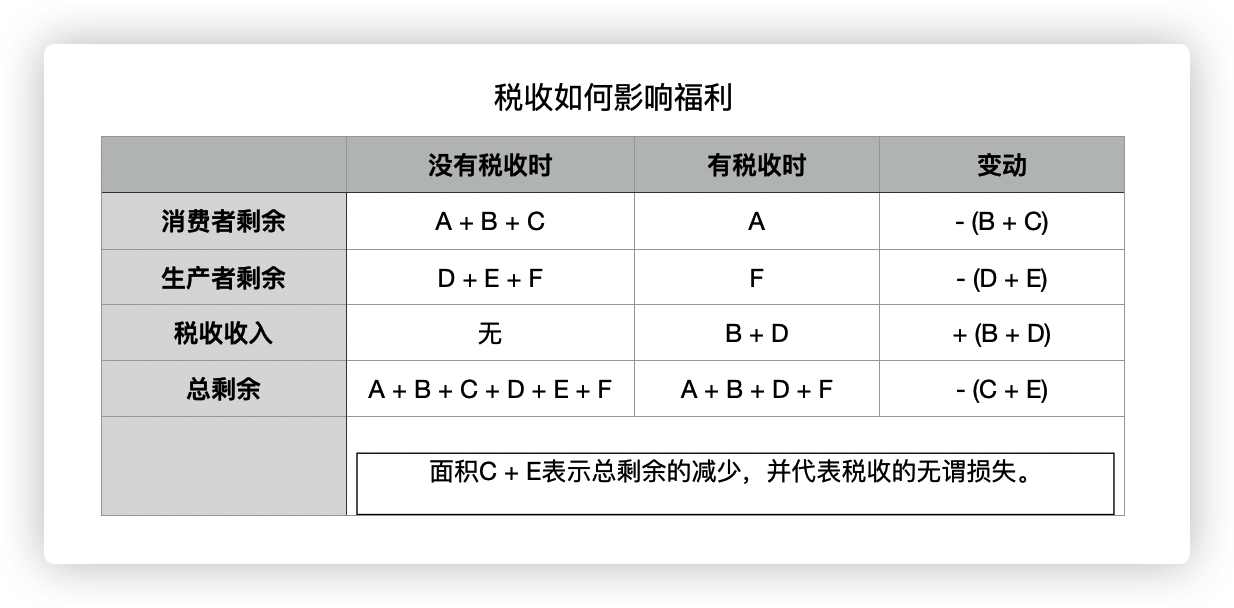 税收如何影响福利
没有税收时 有税收时 变动
消费者剩余 A + B + C A - (B + C)
生产者剩余 D + E + F F - (D + E)
税收收入 无 B + D + (B + D)
总剩余 A + B + C + D + E + F A + B + D + F - (C + E)
面积C + E表示总剩余的减少，并代表税收的无谓损失。